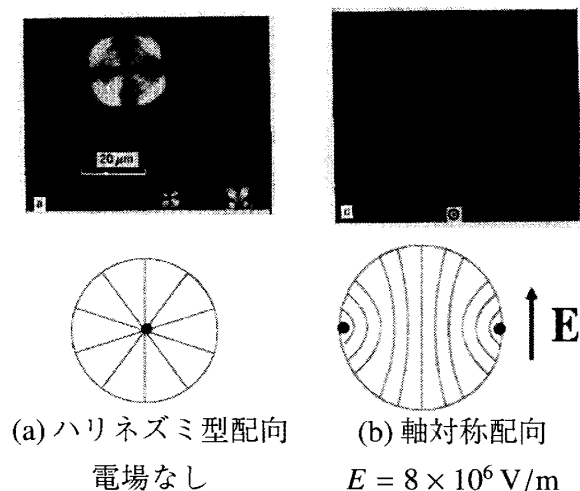 20 μm
a
(a) ハリネズミ型配向
電場なし
E
(b) 軸対称配向
E = 8 × 10⁶ V/m